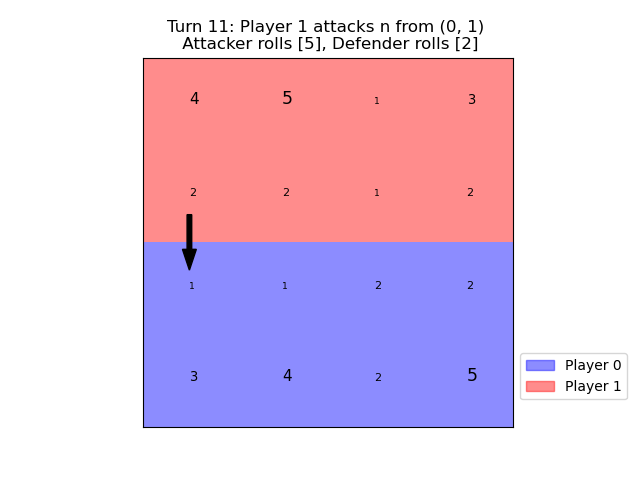 Turn 11: Player 1 attacks n from (0, 1)
Attacker rolls [5], Defender rolls [2]
4 5 1 3
2 2 1 2
1 1 2 2
3 4 2 5
Player 0
Player 1